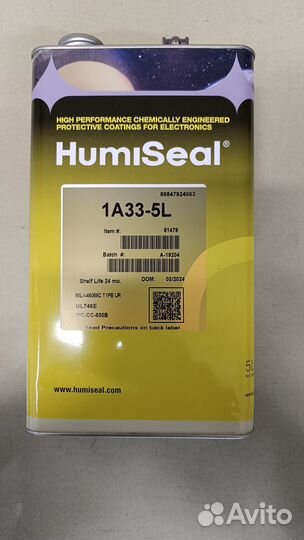 HIGH PERFORMANCE CHEMICALLY ENGINEERED
PROTECTIVE COATINGS FOR ELECTRONICS
HumiSeal®
88847924063
1A33-5L
Item #: 51479
Batch #: A-19204
Shelf Life 24 mo. DOM: 03/2024
MIL-I-46058C TYPE UR
UL746E
IPC-CC-830B
Read Precautions on back label
www.humiseal.com
5L
Avito